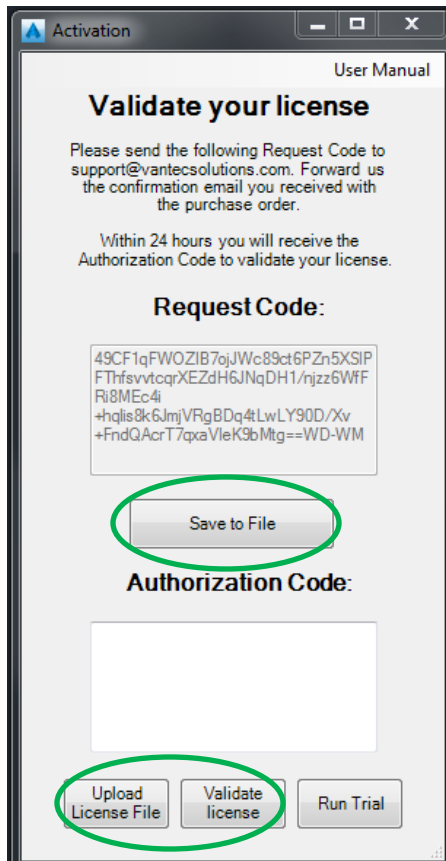 Activation
User Manual
Validate your license
Please send the following Request Code to
support@vantecsolutions.com. Forward us
the confirmation email you received with
the purchase order.
Within 24 hours you will receive the
Authorization Code to validate your license.
Request Code:
49CF1qFWOZIB7ojJWc89ct6PZn5XSIP
FThfsvvtcqrXEZdH6JNqDH1/njzz6WfF
Ri8MEc4i
+hqlis8k6JmjVRgBDq4tLwLY90D/Xv
+FndQAcrT7qxaVleK9bMtg==WD-WM
Save to File
Authorization Code:
Upload
License File
Validate
license
Run Trial